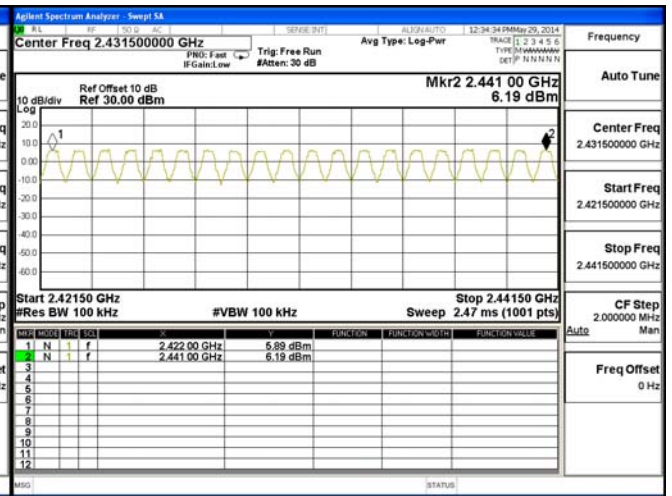 Agilent Spectrum Analyzer - Swept SA
RL RF 50 Ω AC SENSE:INT ALIGN AUTO 12:34:34 PM May 29, 2014
Center Freq 2.431500000 GHz
PNO: Fast
IFGain:Low
Trig: Free Run
#Atten: 30 dB
Avg Type: Log-Pwr
TRACE 1 2 3 4 5 6
TYPE
DET P N N N N N
Ref Offset 10 dB
Ref 30.00 dBm
10 dB/div
Log
Mkr2 2.441 00 GHz
6.19 dBm
20.0
10.0
0.00
-10.0
-20.0
-30.0
-40.0
-50.0
-60.0
1
2
Start 2.42150 GHz
#Res BW 100 kHz
#VBW 100 kHz
Stop 2.44150 GHz
Sweep 2.47 ms (1001 pts)
MKR MODE TRC SCL X Y FUNCTION FUNCTION WIDTH FUNCTION VALUE
1 N 1 f 2.422 00 GHz 5.89 dBm
2 N 1 f 2.441 00 GHz 6.19 dBm
3
4
5
6
7
8
9
10
11
12
MSG
STATUS
Frequency
Auto Tune
Center Freq
2.431500000 GHz
Start Freq
2.421500000 GHz
Stop Freq
2.441500000 GHz
CF Step
2.000000 MHz
Auto Man
Freq Offset
0 Hz